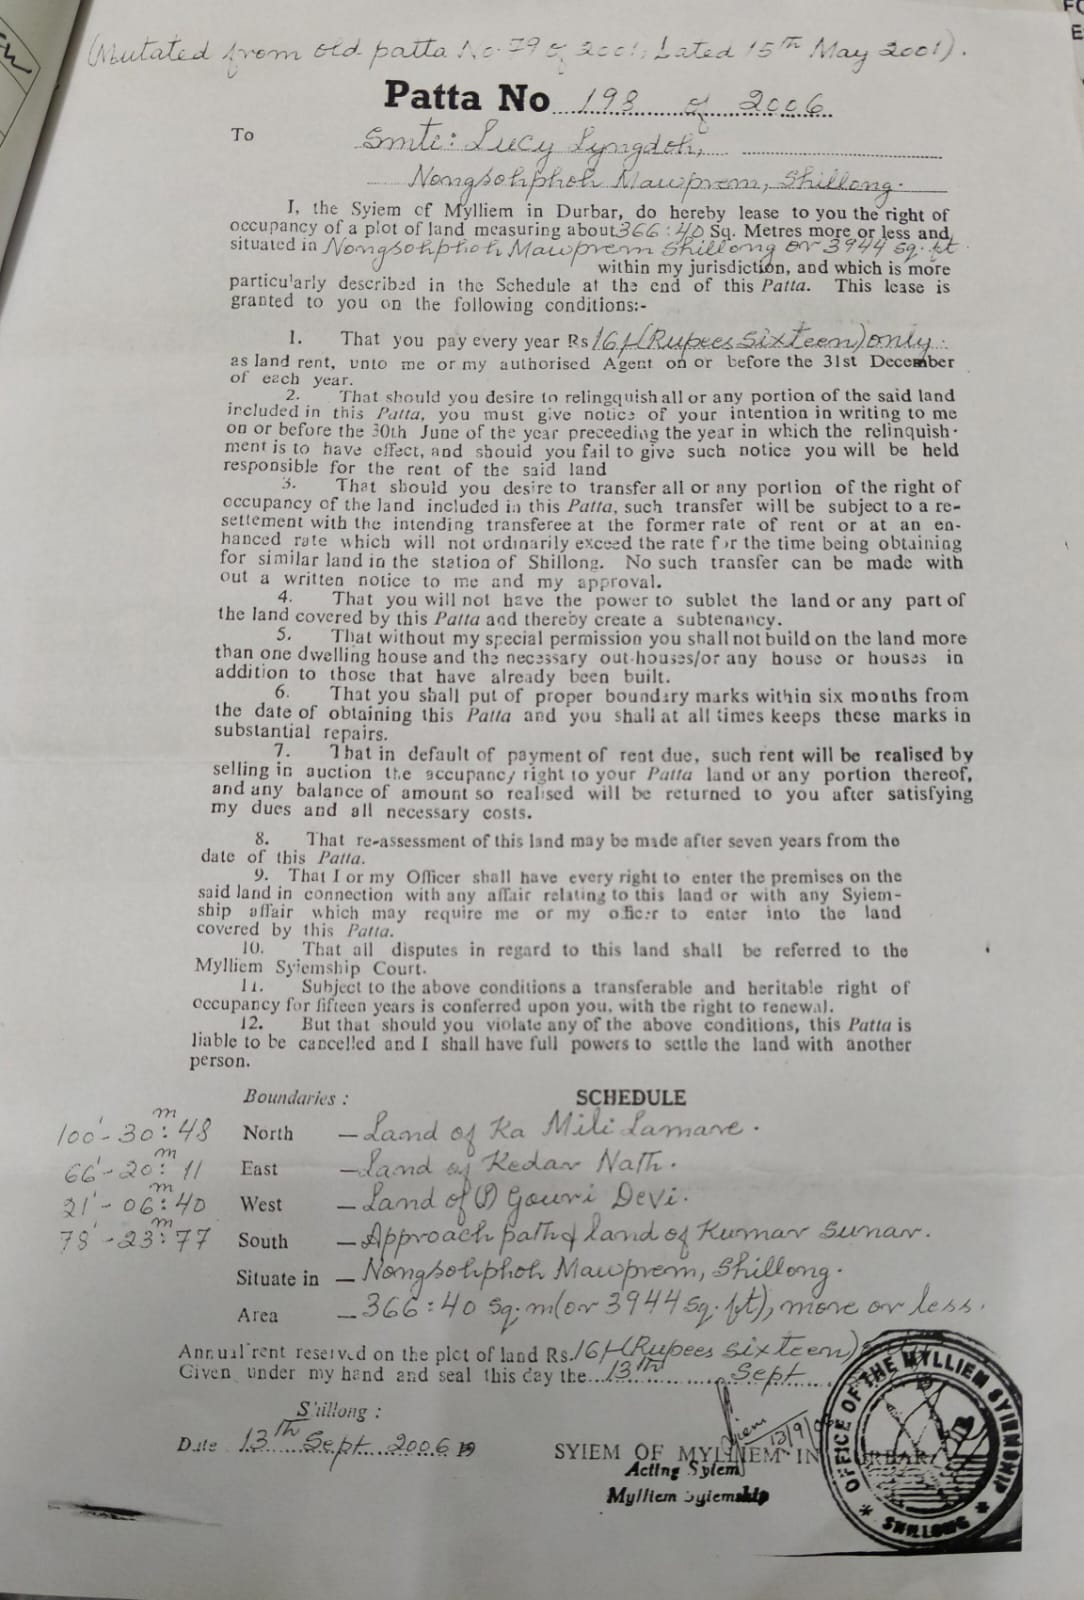 (Mutated from old patta No. 79 of 2001, Dated 15th May 2001).
Patta No 198 of 2006
To Smti: Lucy Lyngdoh,
Nongsohphoh Mawprem, Shillong.
I, the Syiem of Mylliem in Durbar, do hereby lease to you the right of
occupancy of a plot of land measuring about 366:40 Sq. Metres more or less and
situated in Nongsohphoh Mawprem Shillong or 3944 sq. ft
within my jurisdiction, and which is more
particularly described in the Schedule at the end of this Patta. This lease is
granted to you on the following conditions:-
1. That you pay every year Rs 16/-(Rupees Sixteen) only
as land rent, unto me or my authorised Agent on or before the 31st December
of each year.
2. That should you desire to relingquish all or any portion of the said land
included in this Patta, you must give notice of your intention in writing to me
on or before the 30th June of the year preceeding the year in which the relinquish-
ment is to have effect, and should you fail to give such notice you will be held
responsible for the rent of the said land
3. That should you desire to transfer all or any portion of the right of
occupancy of the land included in this Patta, such transfer will be subject to a re-
settement with the intending transferee at the former rate of rent or at an en-
hanced rate which will not ordinarily exceed the rate for the time being obtaining
for similar land in the station of Shillong. No such transfer can be made with
out a written notice to me and my approval.
4. That you will not have the power to sublet the land or any part of
the land covered by this Patta and thereby create a subtenancy.
5. That without my special permission you shall not build on the land more
than one dwelling house and the necessary out-houses/or any house or houses in
addition to those that have already been built.
6. That you shall put of proper boundary marks within six months from
the date of obtaining this Patta and you shall at all times keeps these marks in
substantial repairs.
7. That in default of payment of rent due, such rent will be realised by
selling in auction the occupancy right to your Patta land or any portion thereof,
and any balance of amount so realised will be returned to you after satisfying
my dues and all necessary costs.
8. That re-assessment of this land may be made after seven years from the
date of this Patta.
9. That I or my Officer shall have every right to enter the premises on the
said land in connection with any affair relating to this land or with any Syiem-
ship affair which may require me or my officer to enter into the land
covered by this Patta.
10. That all disputes in regard to this land shall be referred to the
Mylliem Syiemship Court.
11. Subject to the above conditions a transferable and heritable right of
occupancy for fifteen years is conferred upon you, with the right to renewal.
12. But that should you violate any of the above conditions, this Patta is
liable to be cancelled and I shall have full powers to settle the land with another
person.
Boundaries : SCHEDULE
100'-30m:48 North — Land of Ka Mili Lamare.
66'-20m:11 East — Land of Kedar Nath.
21'-06m:40 West — Land of (I) Gouri Devi.
78'-23m:77 South — Approach path & land of Kumar Sunar.
Situate in — Nongsohphoh Mawprem, Shillong.
Area — 366:40 Sq. m (or 3944 sq. ft), more or less.
Annual rent reserved on the plot of land Rs. 16/-(Rupees Sixteen)
Given under my hand and seal this day the 13th Sept
Shillong :
Date 13th Sept 2006 19
Syiem 13/9/06
SYIEM OF MYLLIEM IN DURBAR
Acting Syiem
Mylliem Syiemship
OFFICE OF THE MYLLIEM SYIEMSHIP
* SHILLONG *